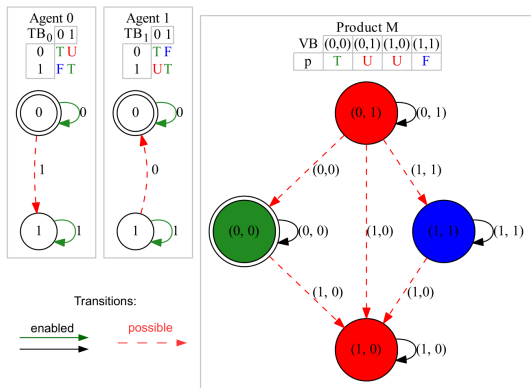 Agent 0
TB0 0 1
0 T U
1 F T
0
0
1
1
1
Agent 1
TB1 0 1
0 T F
1 U T
0
0
0
1
1
Product M
VB (0,0) (0,1) (1,0) (1,1)
p T U U F
(0, 1)
(0, 1)
(0,0)
(1, 1)
(0, 0)
(0, 0)
(1,0)
(1, 1)
(1, 1)
(1, 0)
(1,0)
(1, 0)
(1, 0)
Transitions:
enabled
possible